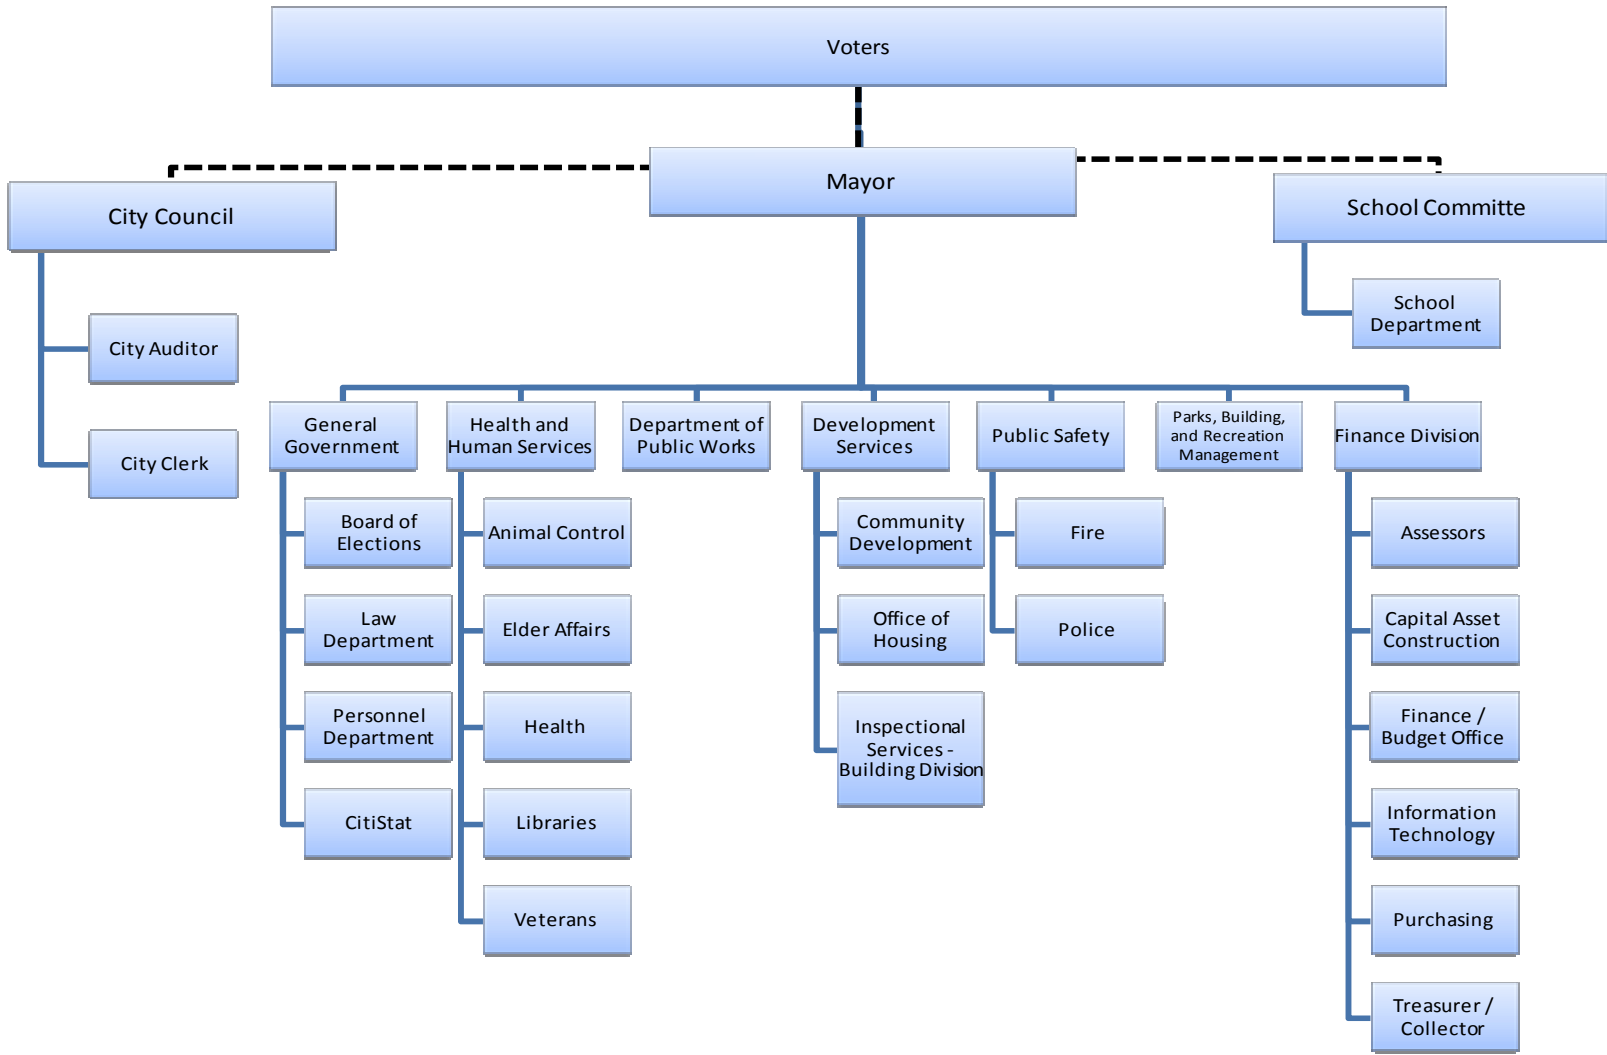 Voters
Mayor
City Council
School Committe
School
Department
City Auditor
City Clerk
General
Government
Health and
Human Services
Department of
Public Works
Development
Services
Public Safety
Parks, Building,
and Recreation
Management
Finance Division
Board of
Elections
Law
Department
Personnel
Department
CitiStat
Animal Control
Elder Affairs
Health
Libraries
Veterans
Community
Development
Office of
Housing
Inspectional
Services -
Building Division
Fire
Police
Assessors
Capital Asset
Construction
Finance /
Budget Office
Information
Technology
Purchasing
Treasurer /
Collector